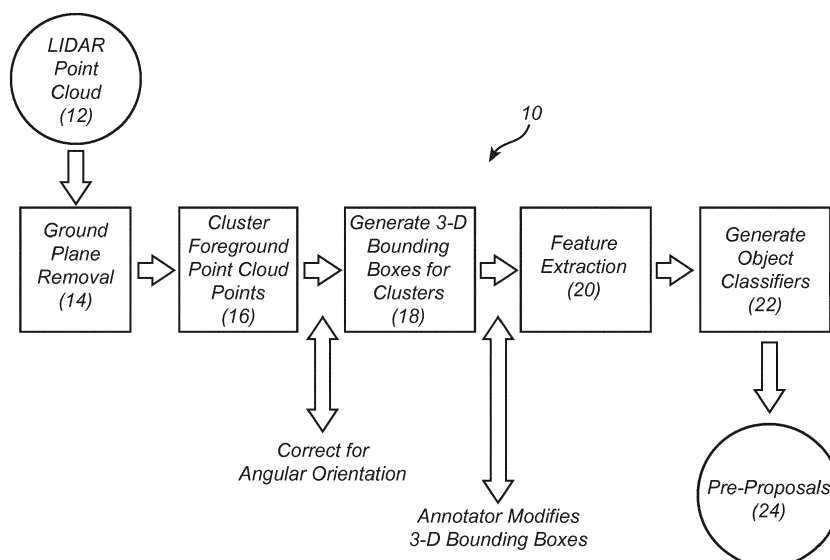 LIDAR
Point
Cloud
(12)
10
Ground
Plane
Removal
(14)
Cluster
Foreground
Point Cloud
Points
(16)
Generate 3-D
Bounding
Boxes for
Clusters
(18)
Feature
Extraction
(20)
Generate
Object
Classifiers
(22)
Correct for
Angular Orientation
Annotator Modifies
3-D Bounding Boxes
Pre-Proposals
(24)